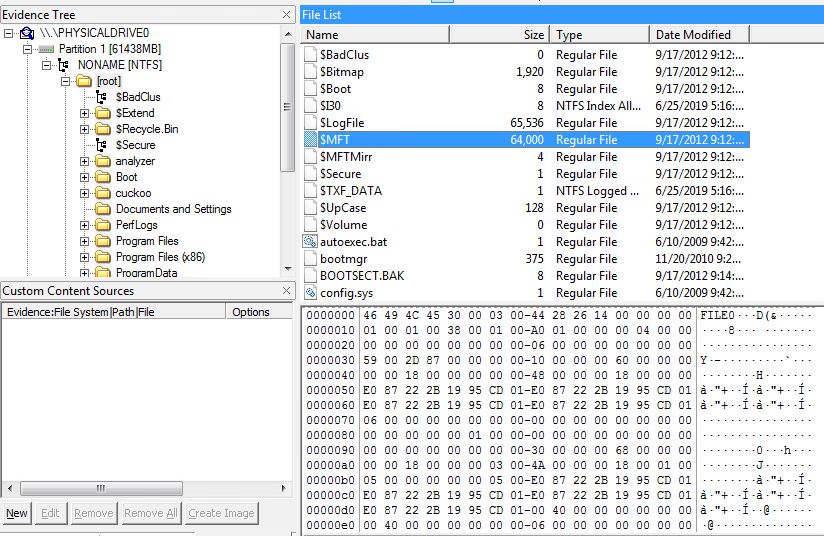 Evidence Tree
\\.\PHYSICALDRIVE0
Partition 1 [61438MB]
NONAME [NTFS]
[root]
$BadClus
$Extend
$Recycle.Bin
$Secure
analyzer
Boot
cuckoo
Documents and Settings
PerfLogs
Program Files
Program Files (x86)
ProgramData
Custom Content Sources
Evidence:File System|Path|File Options
New Edit Remove Remove All Create Image
File List
Name Size Type Date Modified
$BadClus 0 Regular File 9/17/2012 9:12:...
$Bitmap 1,920 Regular File 9/17/2012 9:12:...
$Boot 8 Regular File 9/17/2012 9:12:...
$I30 8 NTFS Index All... 6/25/2019 5:16:...
$LogFile 65,536 Regular File 9/17/2012 9:12:...
$MFT 64,000 Regular File 9/17/2012 9:12:...
$MFTMirr 4 Regular File 9/17/2012 9:12:...
$Secure 1 Regular File 9/17/2012 9:12:...
$TXF_DATA 1 NTFS Logged ... 6/25/2019 5:16:...
$UpCase 128 Regular File 9/17/2012 9:12:...
$Volume 0 Regular File 9/17/2012 9:12:...
autoexec.bat 1 Regular File 6/10/2009 9:42:...
bootmgr 375 Regular File 11/20/2010 9:2...
BOOTSECT.BAK 8 Regular File 9/17/2012 9:14:...
config.sys 1 Regular File 6/10/2009 9:42:...
0000000 46 49 4C 45 30 00 03 00-44 28 26 14 00 00 00 00 FILE0···D(&·····
0000010 01 00 01 00 38 00 01 00-A0 01 00 00 00 04 00 00 ····8··· ·······
0000020 00 00 00 00 00 00 00 00-06 00 00 00 00 00 00 00 ················
0000030 59 00 2D 87 00 00 00 00-10 00 00 00 60 00 00 00 Y·-·········`···
0000040 00 00 18 00 00 00 00 00-48 00 00 00 18 00 00 00 ········H·······
0000050 E0 87 22 2B 19 95 CD 01-E0 87 22 2B 19 95 CD 01 à·"+··Í·à·"+··Í·
0000060 E0 87 22 2B 19 95 CD 01-E0 87 22 2B 19 95 CD 01 à·"+··Í·à·"+··Í·
0000070 06 00 00 00 00 00 00 00-00 00 00 00 00 00 00 00 ················
0000080 00 00 00 00 01 00 00 00-00 00 00 00 00 00 00 00 ················
0000090 00 00 00 00 00 00 00 00-30 00 00 00 68 00 00 00 ········0···h···
00000a0 00 00 18 00 00 00 03 00-4A 00 00 00 18 00 01 00 ········J·······
00000b0 05 00 00 00 00 00 05 00-E0 87 22 2B 19 95 CD 01 ········à·"+··Í·
00000c0 E0 87 22 2B 19 95 CD 01-E0 87 22 2B 19 95 CD 01 à·"+··Í·à·"+··Í·
00000d0 E0 87 22 2B 19 95 CD 01-00 40 00 00 00 00 00 00 à·"+··Í··@······
00000e0 00 40 00 00 00 00 00 00-06 00 00 00 00 00 00 00 ·@··············